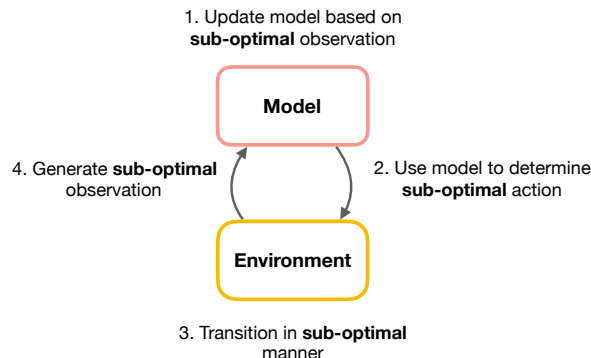 1. Update model based on
sub-optimal observation
Model
4. Generate sub-optimal
observation
2. Use model to determine
sub-optimal action
Environment
3. Transition in sub-optimal
manner